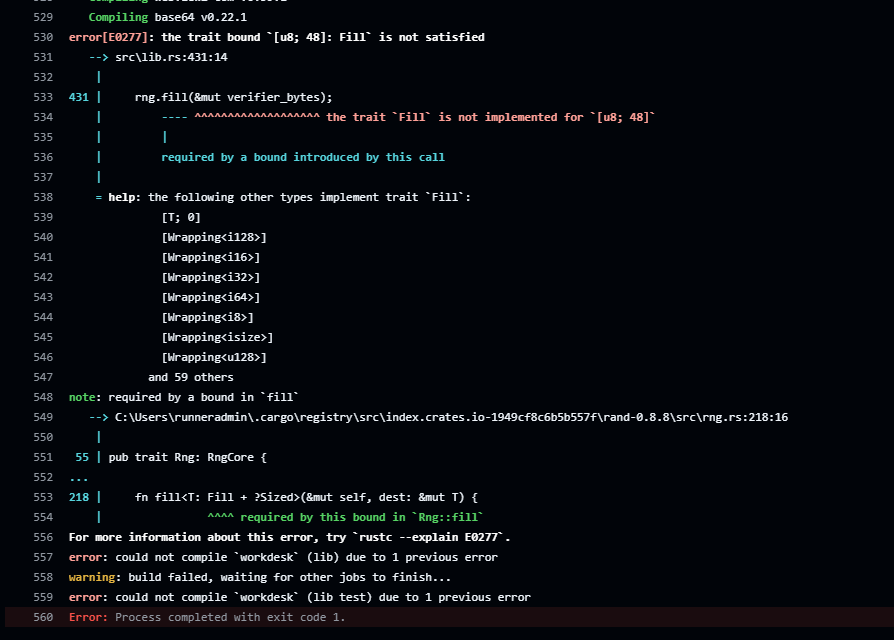 529 Compiling base64 v0.22.1
530 error[E0277]: the trait bound `[u8; 48]: Fill` is not satisfied
531 --> src\lib.rs:431:14
532 |
533 431 | rng.fill(&mut verifier_bytes);
534 | ---- ^^^^^^^^^^^^^^^^^^^ the trait `Fill` is not implemented for `[u8; 48]`
535 | |
536 | required by a bound introduced by this call
537 |
538 = help: the following other types implement trait `Fill`:
539 [T; 0]
540 [Wrapping<i128>]
541 [Wrapping<i16>]
542 [Wrapping<i32>]
543 [Wrapping<i64>]
544 [Wrapping<i8>]
545 [Wrapping<isize>]
546 [Wrapping<u128>]
547 and 59 others
548 note: required by a bound in `fill`
549 --> C:\Users\runneradmin\.cargo\registry\src\index.crates.io-1949cf8c6b5b557f\rand-0.8.8\src\rng.rs:218:16
550 |
551 55 | pub trait Rng: RngCore {
552 ...
553 218 | fn fill<T: Fill + ?Sized>(&mut self, dest: &mut T) {
554 | ^^^^ required by this bound in `Rng::fill`
556 For more information about this error, try `rustc --explain E0277`.
557 error: could not compile `workdesk` (lib) due to 1 previous error
558 warning: build failed, waiting for other jobs to finish...
559 error: could not compile `workdesk` (lib test) due to 1 previous error
560 Error: Process completed with exit code 1.